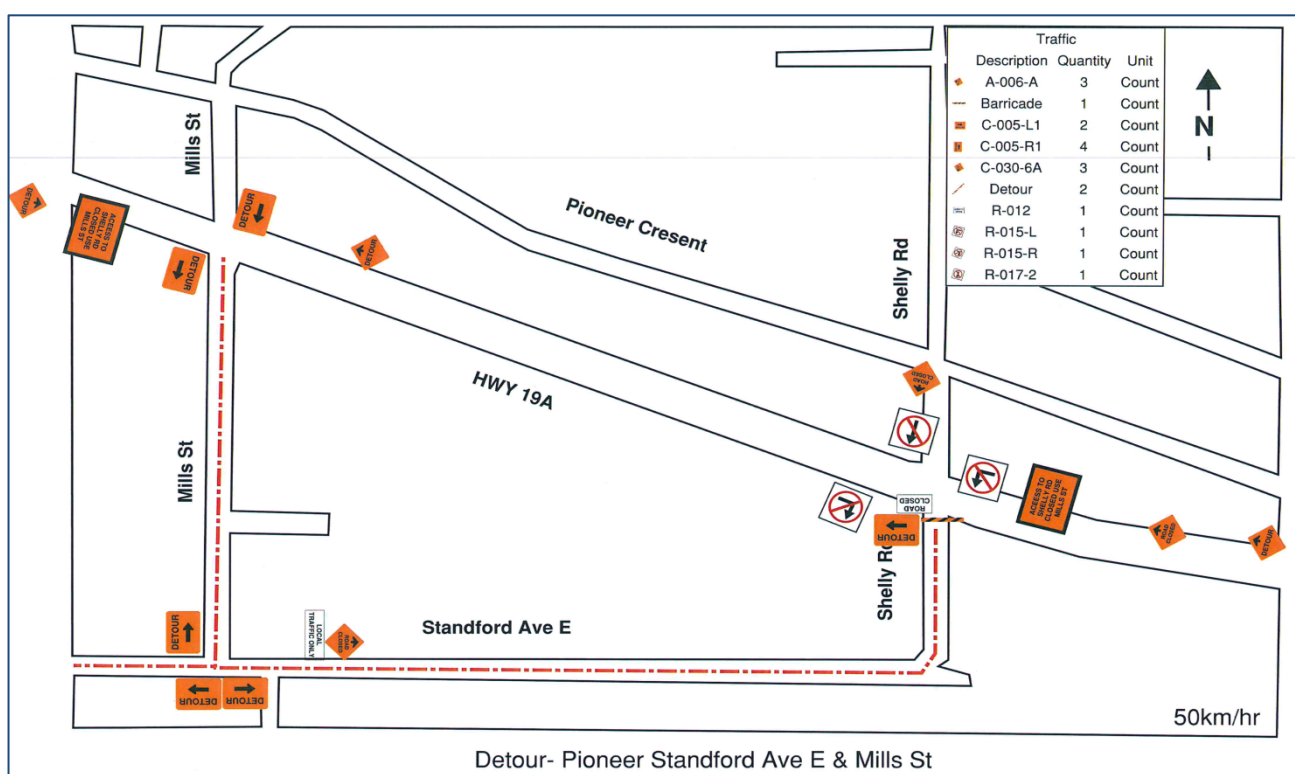 Traffic
Description Quantity Unit
A-006-A 3 Count
Barricade 1 Count
C-005-L1 2 Count
C-005-R1 4 Count
C-030-6A 3 Count
Detour 2 Count
R-012 1 Count
R-015-L 1 Count
R-015-R 1 Count
R-017-2 1 Count
N
Mills St
Pioneer Cresent
Shelly Rd
DETOUR
ACESS TO
SHELLY RD
CLOSED USE
MILLS ST
DETOUR
DETOUR
DETOUR
HWY 19A
ROAD
CLOSED
ROAD
CLOSED
DETOUR
ACEESS TO
SHELLY RD
CLOSED USE
MILLS ST
ROAD
CLOSED
DETOUR
Mills St
Shelly Rd
DETOUR
LOCAL
TRAFFIC ONLY
ROAD
CLOSED
Standford Ave E
DETOUR
DETOUR
50km/hr
Detour- Pioneer Standford Ave E & Mills St